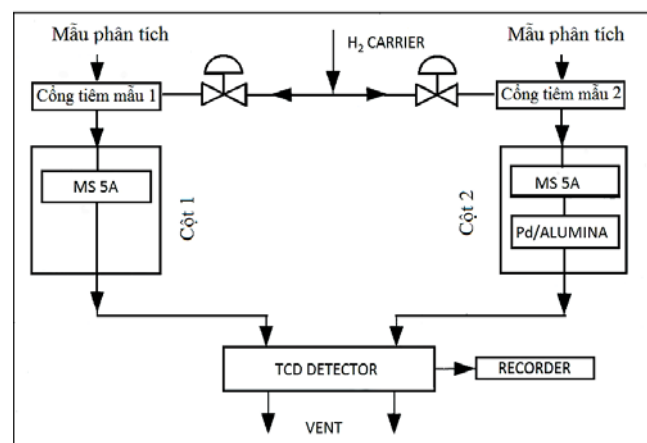 Mẫu phân tích
H₂ CARRIER
Mẫu phân tích
Cổng tiêm mẫu 1
Cổng tiêm mẫu 2
MS 5A
Cột 1
Cột 2
MS 5A
Pd/ALUMINA
TCD DETECTOR
RECORDER
VENT